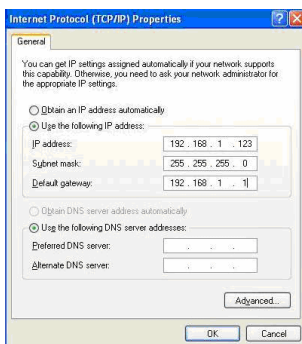 Internet Protocol (TCP/IP) Properties
General
You can get IP settings assigned automatically if your network supports
this capability. Otherwise, you need to ask your network administrator for
the appropriate IP settings.
Obtain an IP address automatically
Use the following IP address:
IP address: 192 . 168 . 1 . 123
Subnet mask: 255 . 255 . 255 . 0
Default gateway: 192 . 168 . 1 . 1
Obtain DNS server address automatically
Use the following DNS server addresses:
Preferred DNS server: . . .
Alternate DNS server: . . .
Advanced...
OK Cancel